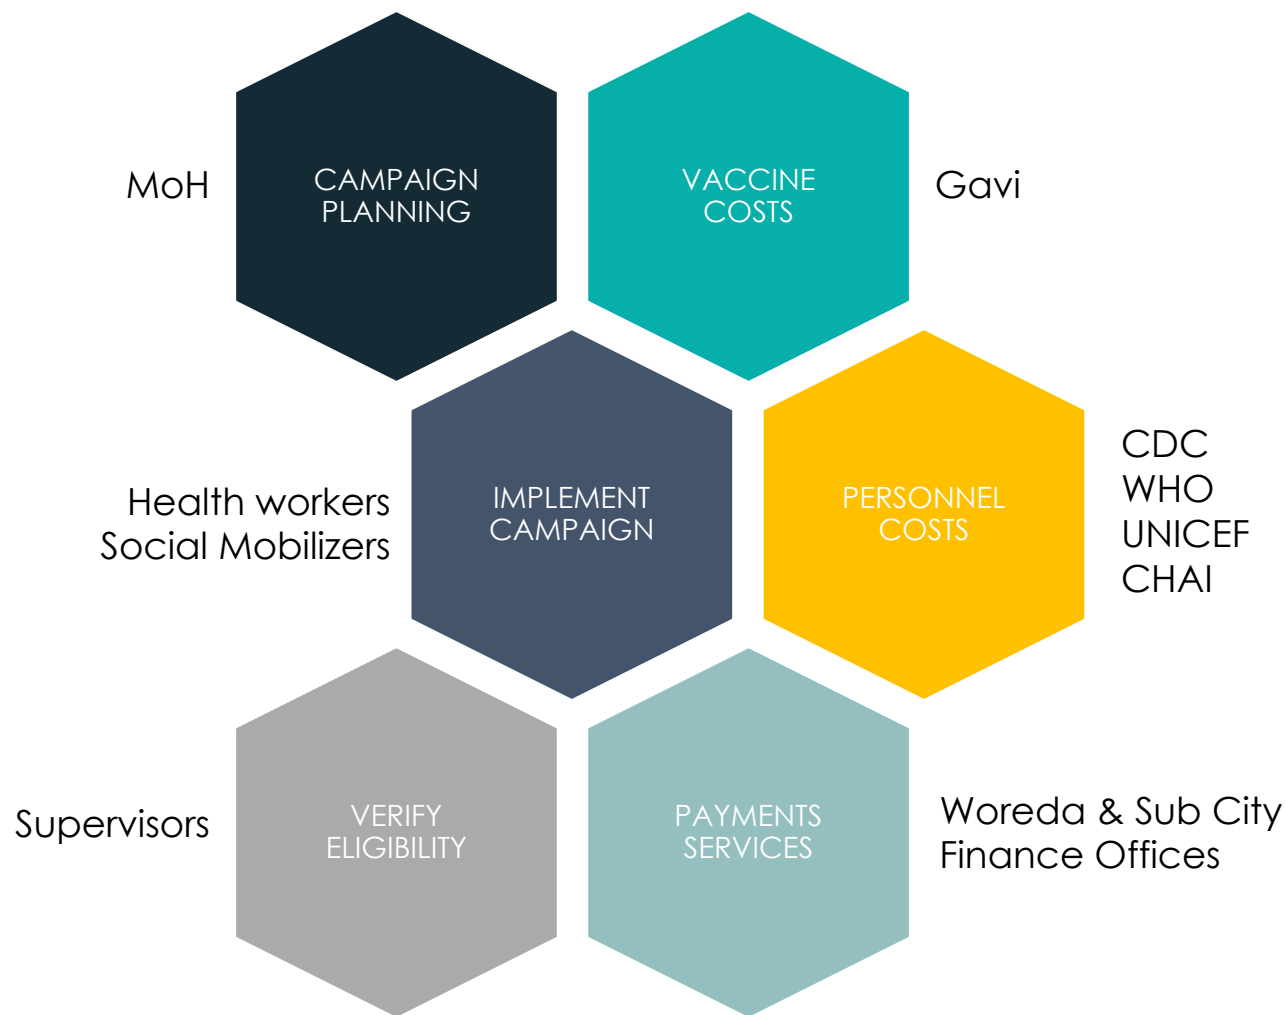 MoH
CAMPAIGN
PLANNING
VACCINE
COSTS
Gavi
Health workers
Social Mobilizers
IMPLEMENT
CAMPAIGN
PERSONNEL
COSTS
CDC
WHO
UNICEF
CHAI
Supervisors
VERIFY
ELIGIBILITY
PAYMENTS
SERVICES
Woreda & Sub City
Finance Offices